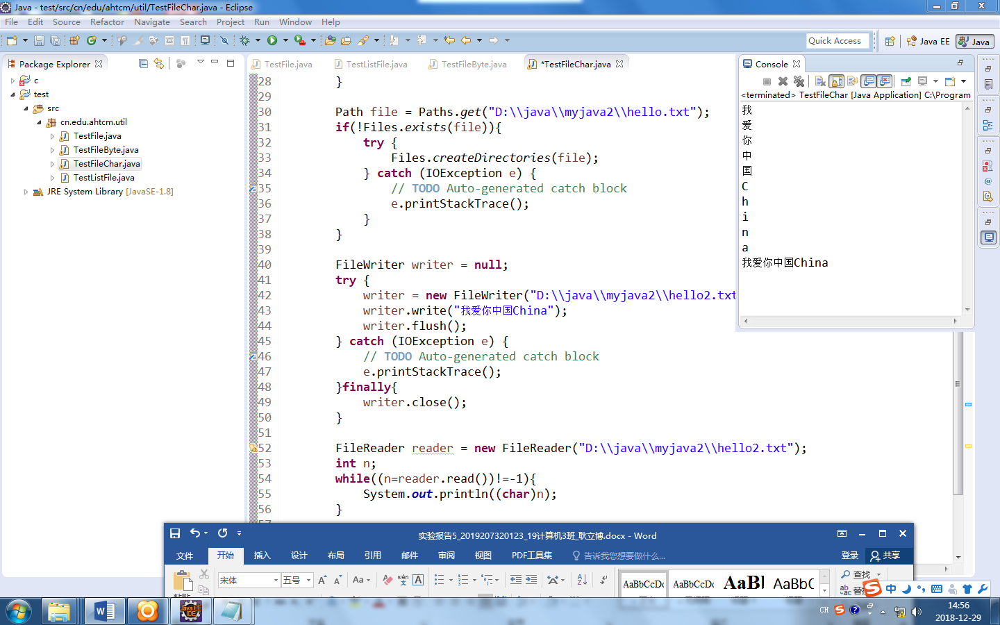 Java - test/src/cn/edu/ahtcm/util/TestFileChar.java - Eclipse
File Edit Source Refactor Navigate Search Project Run Window Help
Quick Access
Java EE
Java
Package Explorer
c
test
src
cn.edu.ahtcm.util
TestFile.java
TestFileByte.java
TestFileChar.java
TestListFile.java
JRE System Library [JavaSE-1.8]
TestFile.java TestListFile.java TestFileByte.java *TestFileChar.java
28 }
29
30 Path file = Paths.get("D:\\java\\myjava2\\hello.txt");
31 if(!Files.exists(file)){
32 try {
33 Files.createDirectories(file);
34 } catch (IOException e) {
35 // TODO Auto-generated catch block
36 e.printStackTrace();
37 }
38 }
39
40 FileWriter writer = null;
41 try {
42 writer = new FileWriter("D:\\java\\myjava2\\hello2.txt
43 writer.write("我爱你中国China");
44 writer.flush();
45 } catch (IOException e) {
46 // TODO Auto-generated catch block
47 e.printStackTrace();
48 }finally{
49 writer.close();
50 }
51
52 FileReader reader = new FileReader("D:\\java\\myjava2\\hello2.txt");
53 int n;
54 while((n=reader.read())!=-1){
55 System.out.println((char)n);
56 }
Console
<terminated> TestFileChar [Java Application] C:\Program
我
爱
你
中
国
C
h
i
n
a
我爱你中国China
实验报告5_2019207320123_19计算机3班_耿立博.docx - Word
文件 开始 插入 设计 布局 引用 邮件 审阅 视图 PDF工具集 告诉我您想要做什么... 登录 共享
宋体 五号 Aa
wén
文 A
AaBbCcDc AaBbCcDc AaBl AaBbC
查找
中
CH
14:56
2018-12-29